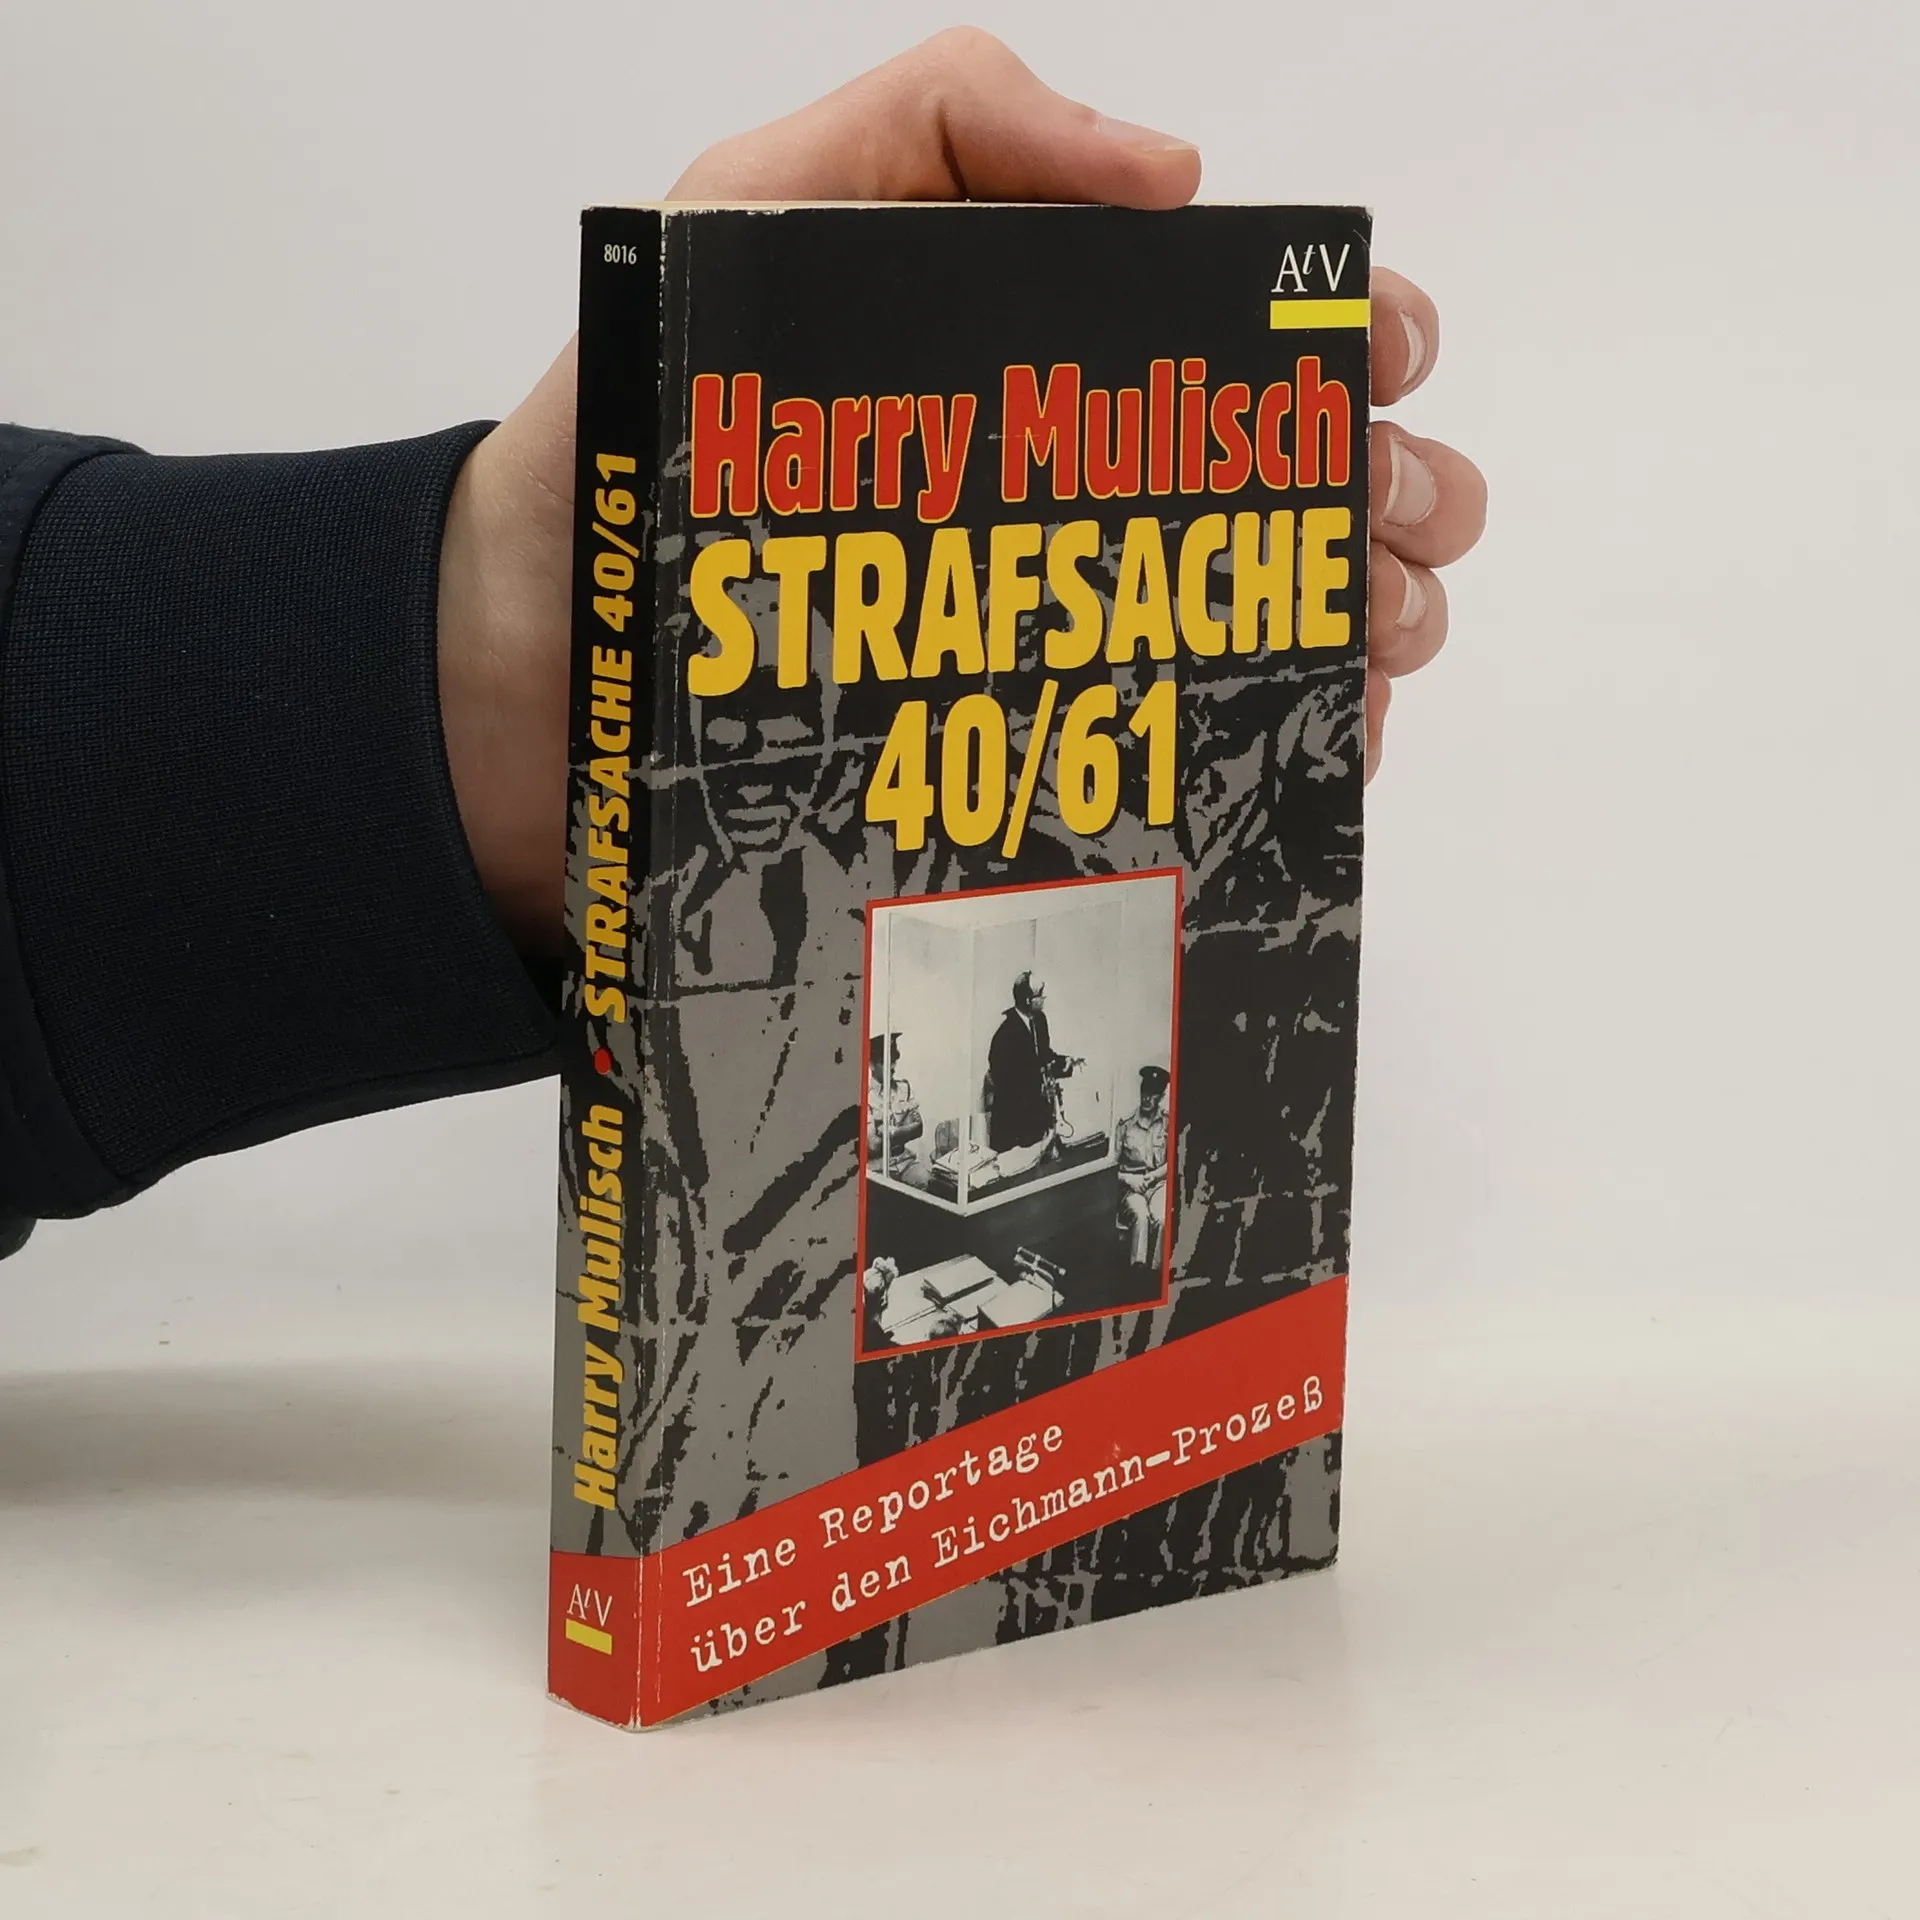 8016
Harry Mulisch • STRAFSACHE 40/61
AtV
AtV
Harry Mulisch
STRAFSACHE
40/61
Eine Reportage
über den Eichmann-Prozeß